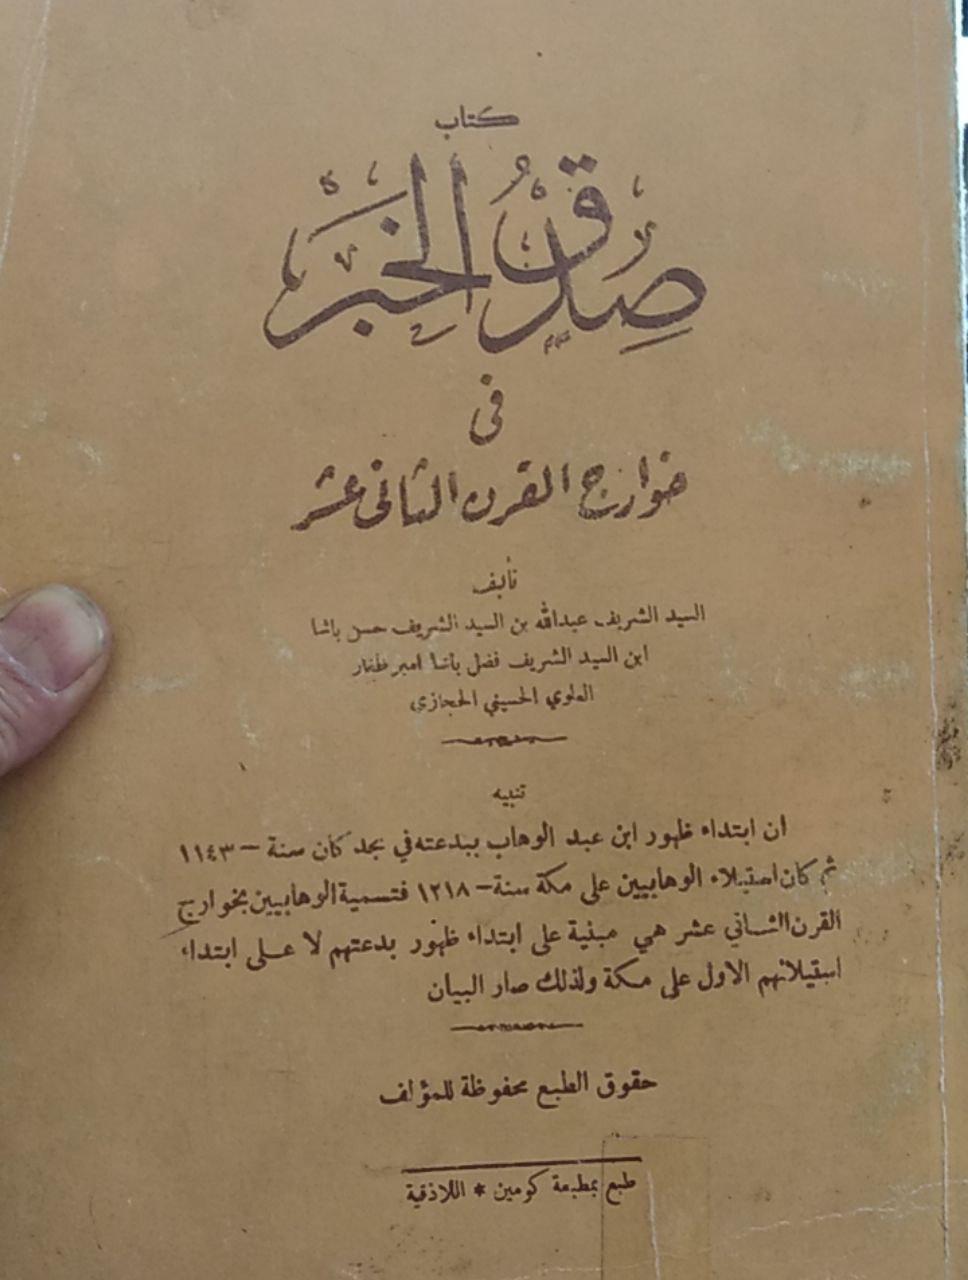 كتاب
صِدْقُ الخَبَرْ
في
خوارج القرن الثاني عشر
تأليف
السيد الشريف عبدالله بن السيد الشريف حسن باشا
ابن السيد الشريف فضل باشا امير ظفار
العلوي الحسيني الحجازي
تنبيه
ان ابتداء ظهور ابن عبد الوهاب ببدعته في نجد كان سنة – ١١٤٣
ثم كان استيلاء الوهابيين على مكة سنة – ١٢١٨ فتسمية الوهابيين بخوارج
القرن الثاني عشر هي مبنية على ابتداء ظهور بدعتهم لا على ابتداء
استيلائهم الاول على مكة ولذلك صار البيان
حقوق الطبع محفوظة للمؤلف
طبع بمطبعة كومين * اللاذقية